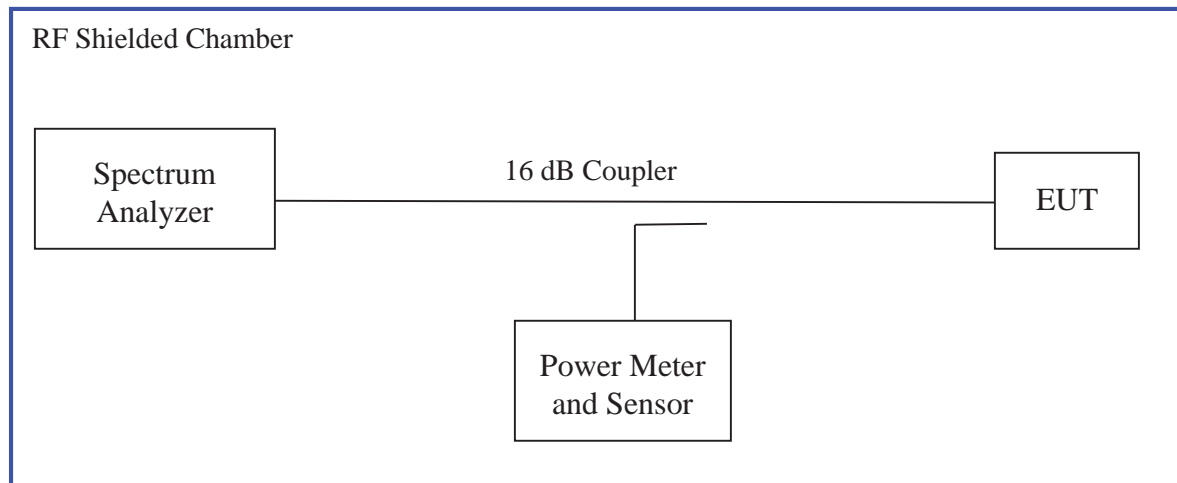 RF Shielded Chamber
Spectrum
Analyzer
16 dB Coupler
EUT
Power Meter
and Sensor